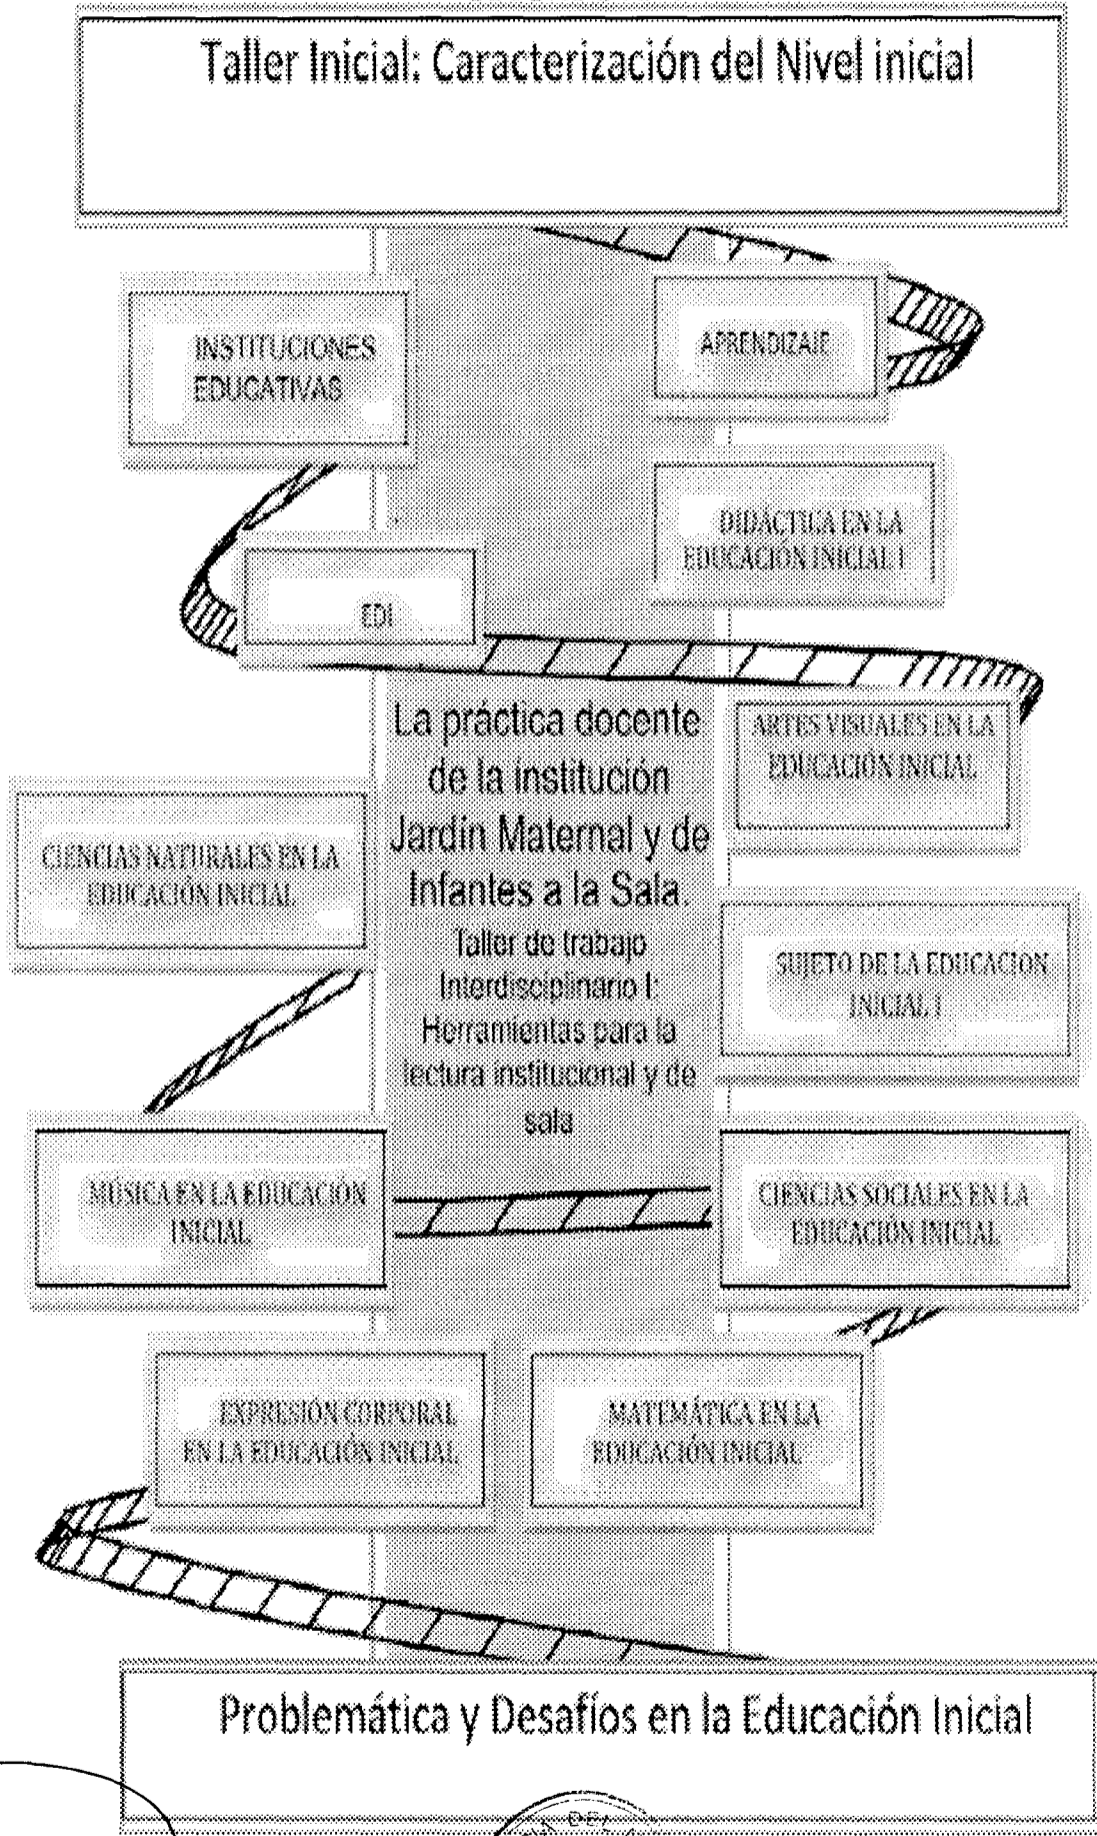 Taller Inicial: Caracterización del Nivel inicial
INSTITUCIONES
EDUCATIVAS
APRENDIZAJE
DIDÁCTICA EN LA
EDUCACIÓN INICIAL I
EDI
La práctica docente
de la institución
Jardín Maternal y de
Infantes a la Sala.
Taller de trabajo
Interdisciplinario I:
Herramientas para la
lectura institucional y de
sala
ARTES VISUALES EN LA
EDUCACIÓN INICIAL
CIENCIAS NATURALES EN LA
EDUCACIÓN INICIAL
SUJETO DE LA EDUCACIÓN
INICIAL I
MÚSICA EN LA EDUCACIÓN
INICIAL
CIENCIAS SOCIALES EN LA
EDUCACIÓN INICIAL
EXPRESIÓN CORPORAL
EN LA EDUCACIÓN INICIAL
MATEMÁTICA EN LA
EDUCACIÓN INICIAL
Problemática y Desafíos en la Educación Inicial
DEL